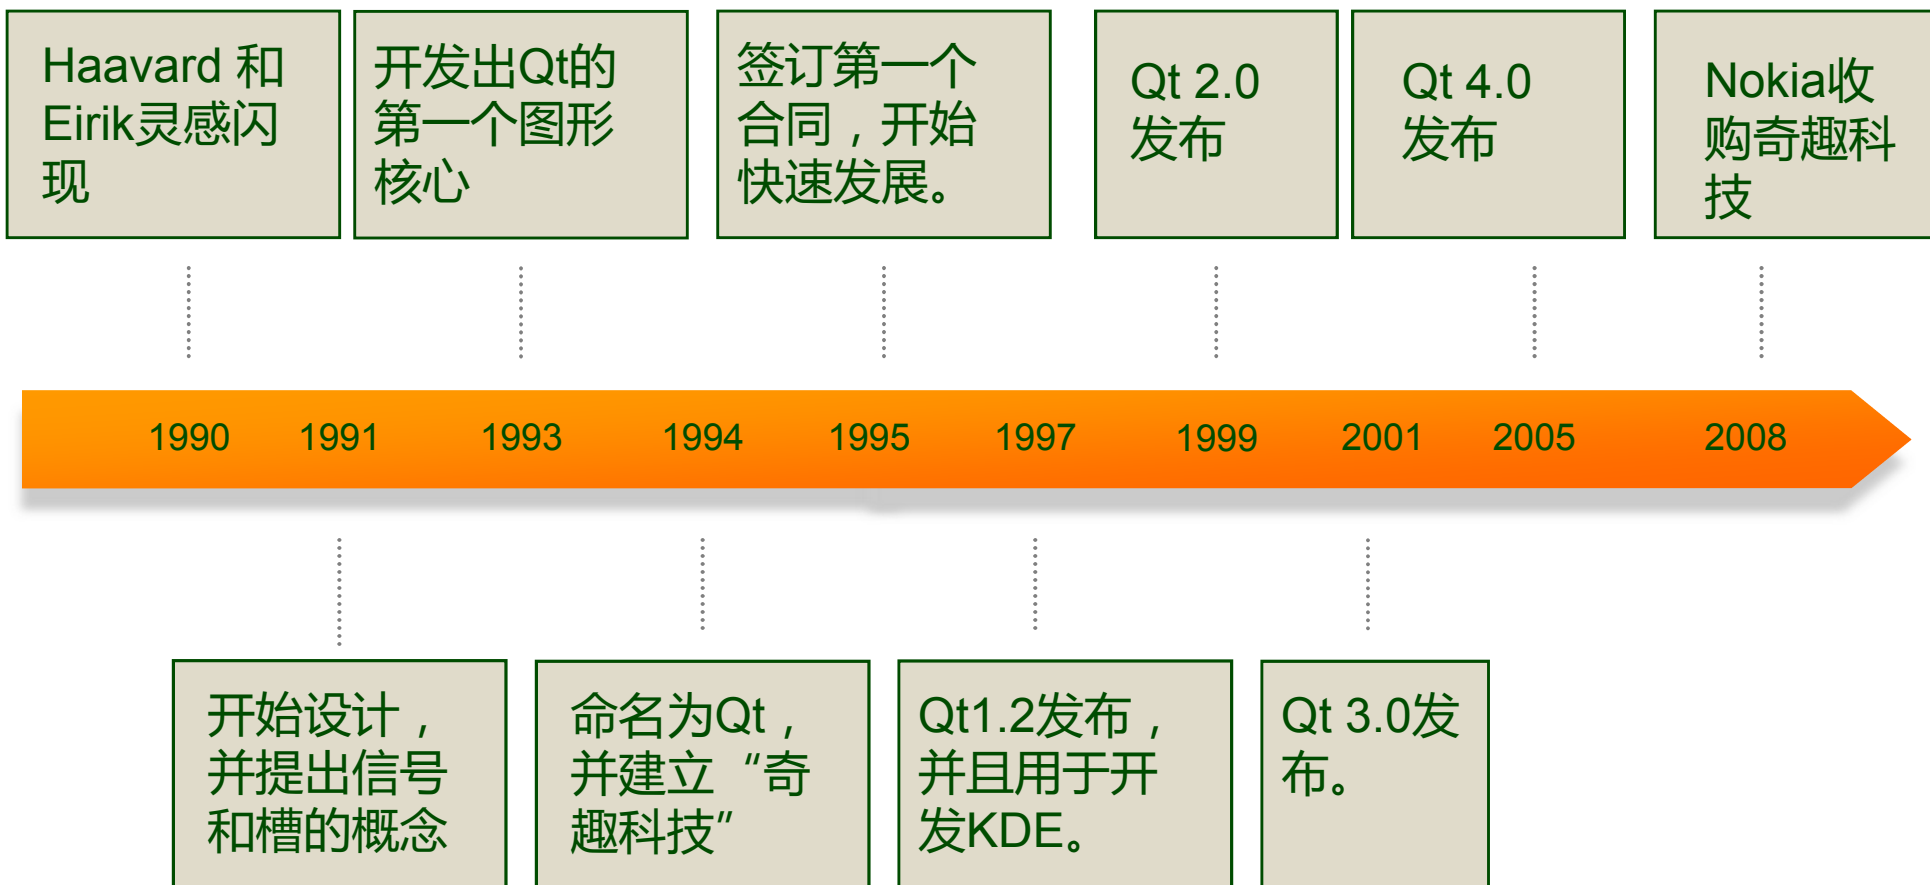 Haavard 和
Eirik灵感闪
现
开发出Qt的
第一个图形
核心
签订第一个
合同，开始
快速发展。
Qt 2.0
发布
Qt 4.0
发布
Nokia收
购奇趣科
技
1990 1991 1993 1994 1995 1997 1999 2001 2005 2008
开始设计，
并提出信号
和槽的概念
命名为Qt，
并建立“奇
趣科技”
Qt1.2发布，
并且用于开
发KDE。
Qt 3.0发
布。